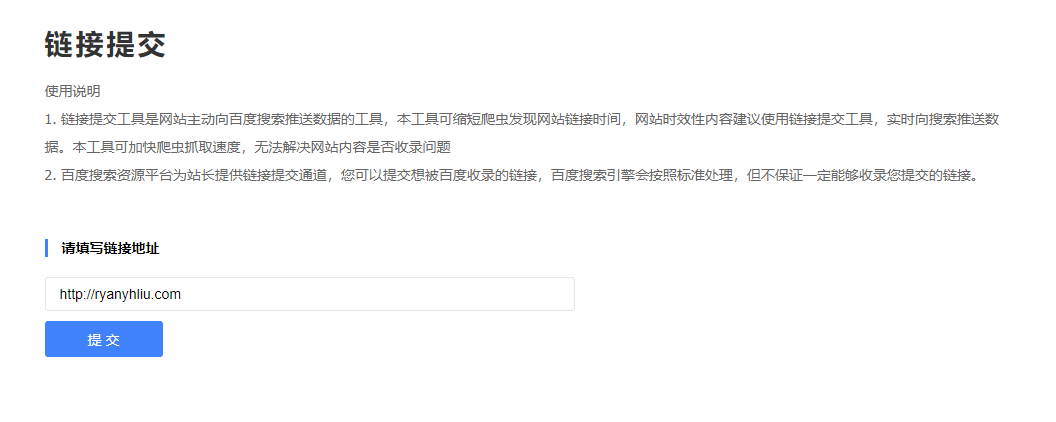 链接提交
使用说明
1. 链接提交工具是网站主动向百度搜索推送数据的工具，本工具可缩短爬虫发现网站链接时间，网站时效性内容建议使用链接提交工具，实时向搜索推送数
据。本工具可加快爬虫抓取速度，无法解决网站内容是否收录问题
2. 百度搜索资源平台为站长提供链接提交通道，您可以提交想被百度收录的链接，百度搜索引擎会按照标准处理，但不保证一定能够收录您提交的链接。
请填写链接地址
http://ryanyhliu.com
提 交